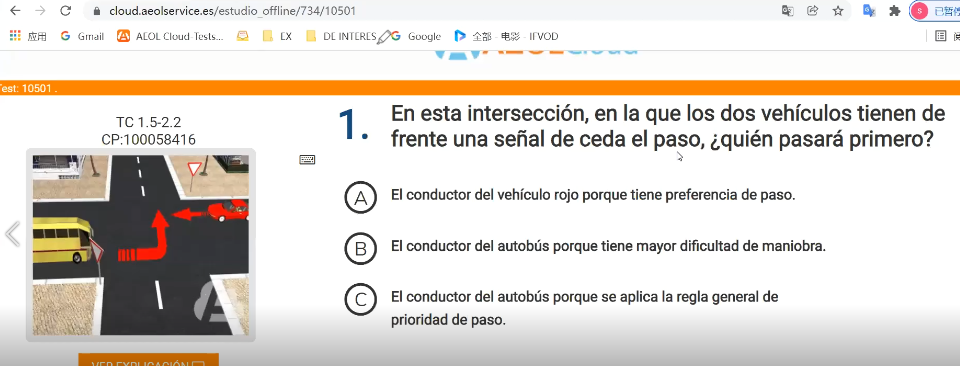 cloud.aeolservice.es/estudio_offline/734/10501
S
已暂停
应用
Gmail
AEOL Cloud-Tests...
EX
DE INTERES
Google
全部 - 电影 - IFVOD
Test: 10501 .
TC 1.5-2.2
CP:100058416
1.
En esta intersección, en la que los dos vehículos tienen de
frente una señal de ceda el paso, ¿quién pasará primero?
A
El conductor del vehículo rojo porque tiene preferencia de paso.
B
El conductor del autobús porque tiene mayor dificultad de maniobra.
C
El conductor del autobús porque se aplica la regla general de
prioridad de paso.
VER EXPLICACIÓN